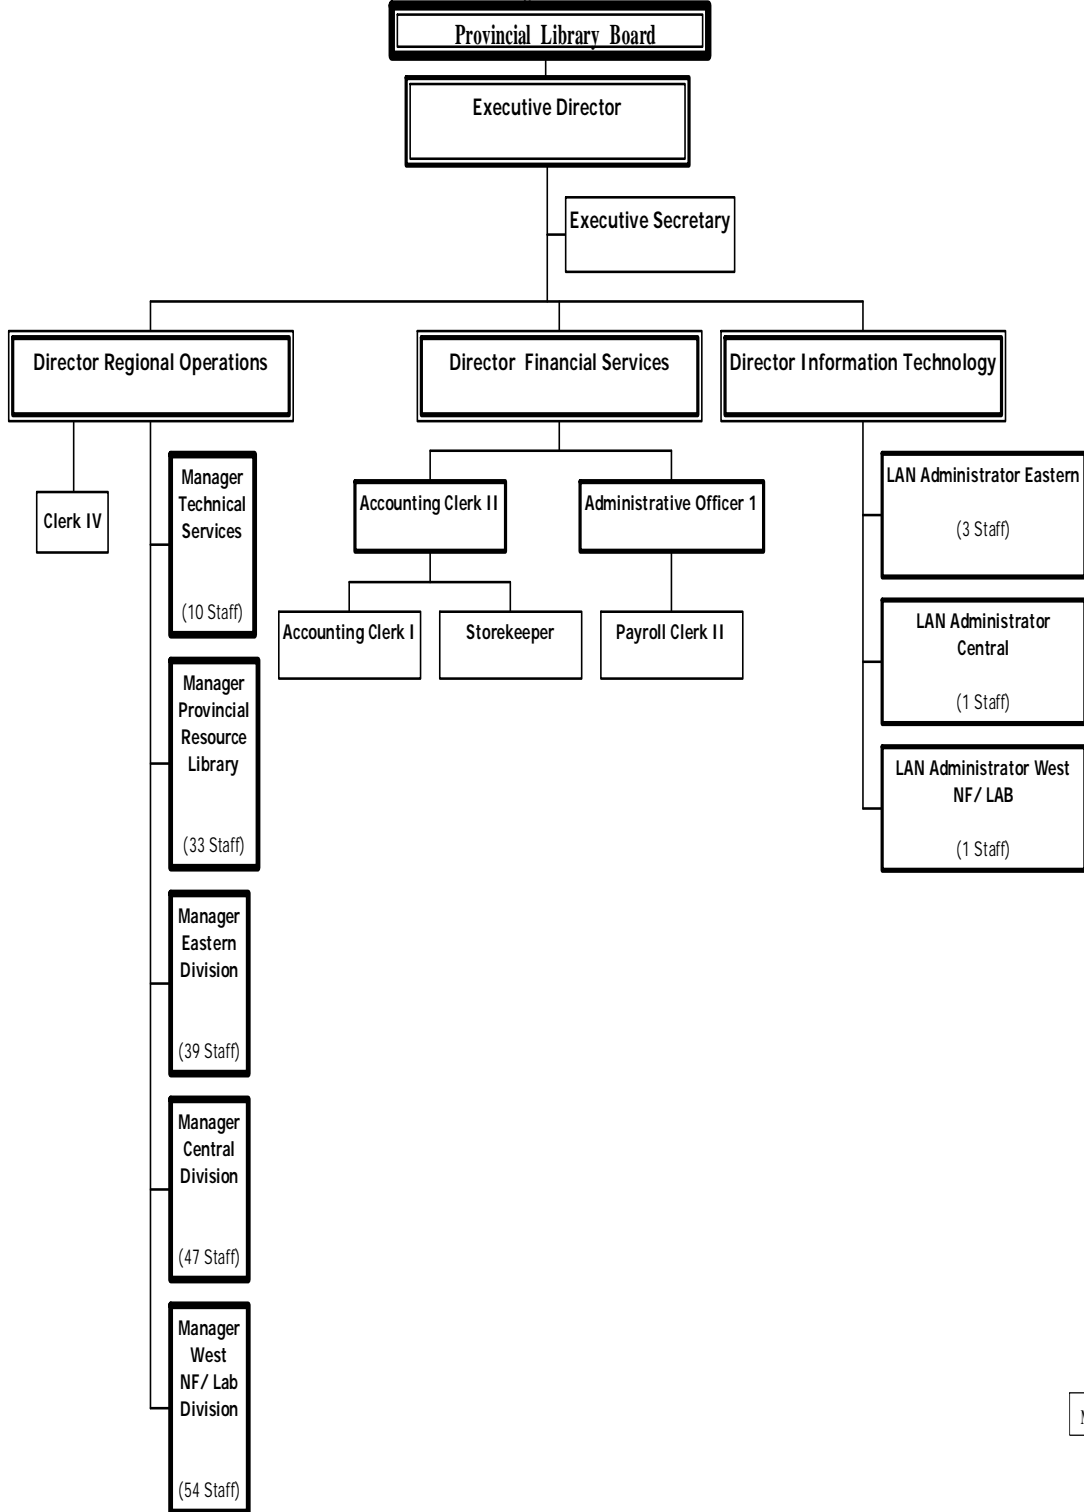 Provincial Library Board
Executive Director
Executive Secretary
Director Regional Operations
Director Financial Services
Director Information Technology
Clerk IV
Manager
Technical
Services
(10 Staff)
Manager
Provincial
Resource
Library
(33 Staff)
Manager
Eastern
Division
(39 Staff)
Manager
Central
Division
(47 Staff)
Manager
West
NF/ Lab
Division
(54 Staff)
Accounting Clerk II
Administrative Officer 1
Accounting Clerk I
Storekeeper
Payroll Clerk II
LAN Administrator Eastern
(3 Staff)
LAN Administrator
Central
(1 Staff)
LAN Administrator West
NF/ LAB
(1 Staff)